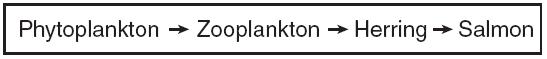 Phytoplankton → Zooplankton → Herring → Salmon